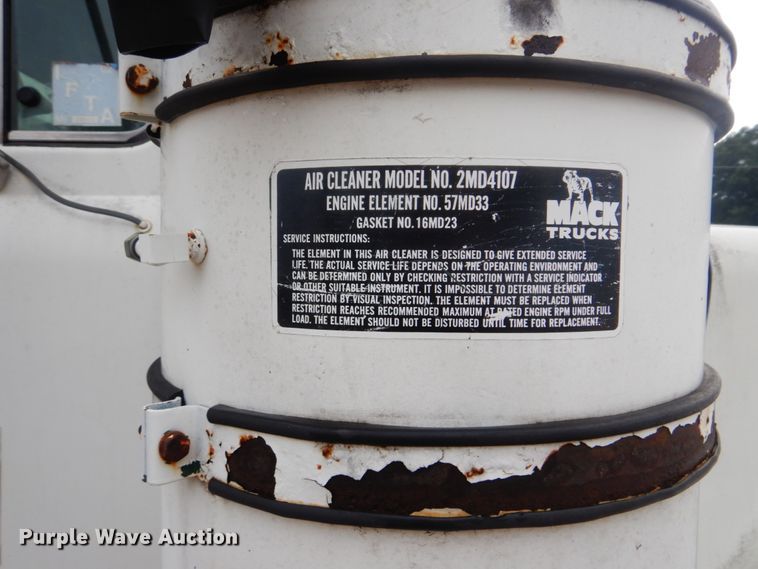 FTA
AIR CLEANER MODEL NO. 2MD4107
ENGINE ELEMENT NO. 57MD33
GASKET NO. 16MD23
MACK
TRUCKS
SERVICE INSTRUCTIONS:
THE ELEMENT IN THIS AIR CLEANER IS DESIGNED TO GIVE EXTENDED SERVICE
LIFE. THE ACTUAL SERVICE LIFE DEPENDS ON THE OPERATING ENVIRONMENT AND
CAN BE DETERMINED ONLY BY CHECKING RESTRICTION WITH A SERVICE INDICATOR
OR OTHER SUITABLE INSTRUMENT. IT IS IMPOSSIBLE TO DETERMINE ELEMENT
RESTRICTION BY VISUAL INSPECTION. THE ELEMENT MUST BE REPLACED WHEN
RESTRICTION REACHES RECOMMENDED MAXIMUM AT RATED ENGINE RPM UNDER FULL
LOAD. THE ELEMENT SHOULD NOT BE DISTURBED UNTIL TIME FOR REPLACEMENT.
Purple Wave Auction